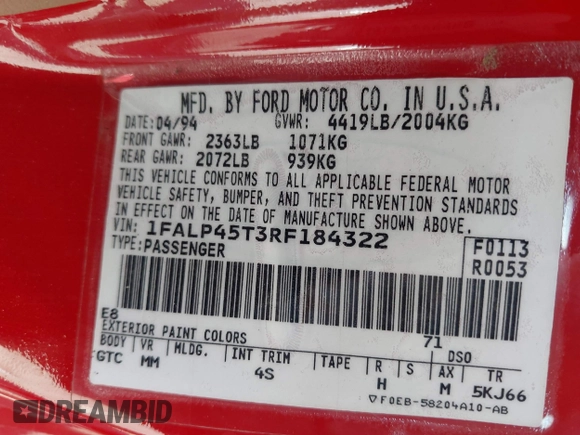 MFD. BY FORD MOTOR CO. IN U.S.A.
DATE: 04/94 GVWR: 4419LB/2004KG
FRONT GAWR: 2363LB 1071KG
REAR GAWR: 2072LB 939KG
THIS VEHICLE CONFORMS TO ALL APPLICABLE FEDERAL MOTOR
VEHICLE SAFETY, BUMPER, AND THEFT PREVENTION STANDARDS
IN EFFECT ON THE DATE OF MANUFACTURE SHOWN ABOVE.
VIN: 1FALP45T3RF184322 F0113
TYPE: PASSENGER R0053
E8 71
EXTERIOR PAINT COLORS DSO
BODY VR MLDG. INT TRIM TAPE R S AX TR
GTC MM 4S H M 5KJ66
▽F0EB-58204A10-AB
DREAMBID